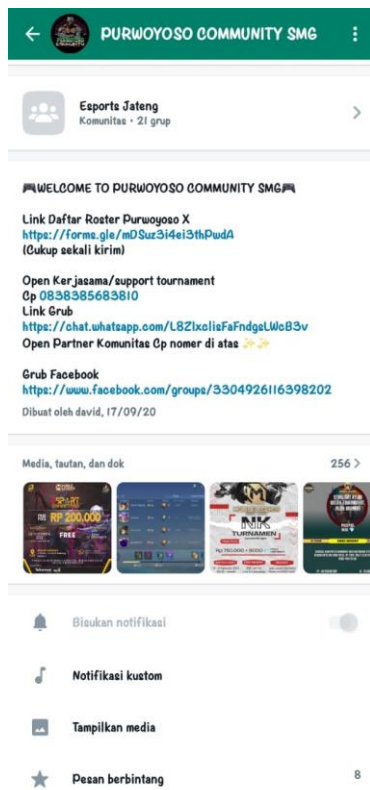 PURWOYOSO COMMUNITY SMG
Esports Jateng
Komunitas • 21 grup
🎮WELCOME TO PURWOYOSO COMMUNITY SMG🎮
Link Daftar Roster Purwoyoso X
https://forms.gle/mDSuz3i4ei3thPwdA
(Cukup sekali kirim)
Open Kerjasama/support tournament
Cp 0838385683810
Link Grub
https://chat.whatsapp.com/L8ZIxclisFaFndgsLWcB3v
Open Partner Komunitas Cp nomer di atas ✨✨
Grub Facebook
https://www.facebook.com/groups/3304926116398202
Dibuat oleh david, 17/09/20
Media, tautan, dan dok
256 >
RP 200.000
FREE
NK
TURNAMEN
Bisukan notifikasi
Notifikasi kustom
Tampilkan media
Pesan berbintang
8